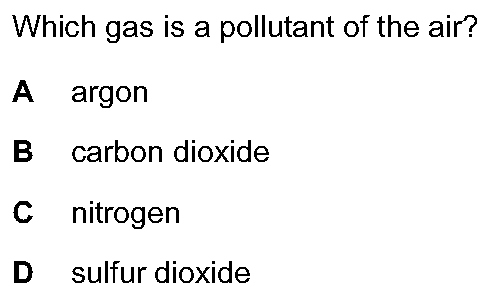 Which gas is a pollutant of the air?
A argon
B carbon dioxide
C nitrogen
D sulfur dioxide